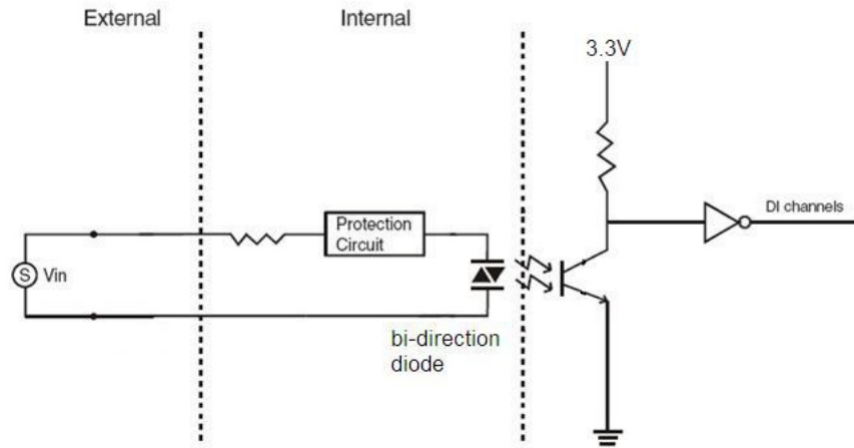 External
Internal
3.3V
Protection
Circuit
DI channels
S
Vin
bi-direction
diode